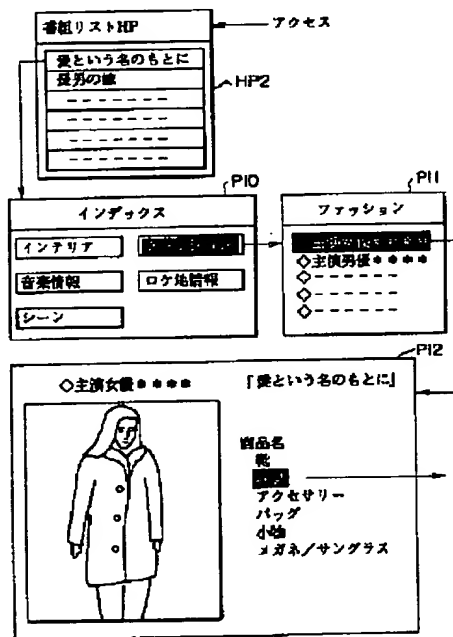 番組リストHP
アクセス
愛という名のもとに
長男の嫁
HP2
P10
インデックス
インテリア
音楽情報
ロケ地情報
シーン
P11
ファッション
◇主演男優****
◇
◇
◇
P12
◇主演女優****
「愛という名のもとに」
商品名
靴
アクセサリー
バッグ
小物
メガネ/サングラス